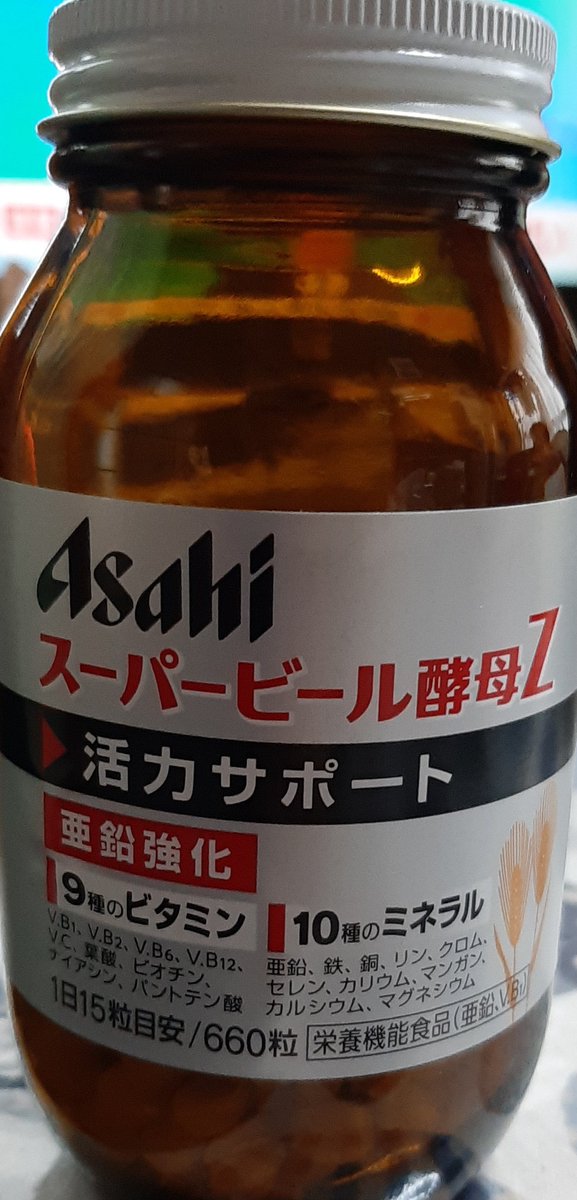 Asahi
スーパービール酵母Z
活力サポート
亜鉛強化
9種のビタミン
V.B1、V.B2、V.B6、V.B12、
V.C、葉酸、ビオチン、
ナイアシン、パントテン酸
10種のミネラル
亜鉛、鉄、銅、リン、クロム、
セレン、カリウム、マンガン、
カルシウム、マグネシウム
1日15粒目安/660粒
栄養機能食品(亜鉛、V.B1)